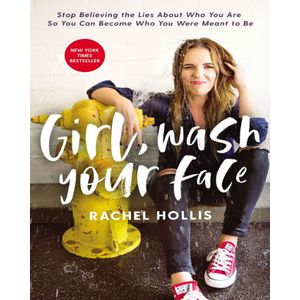 Stop Believing the Lies About Who You Are
So You Can Become Who You Were Meant to Be
NEW YORK
TIMES
BESTSELLER
Girl, wash
your face
RACHEL HOLLIS